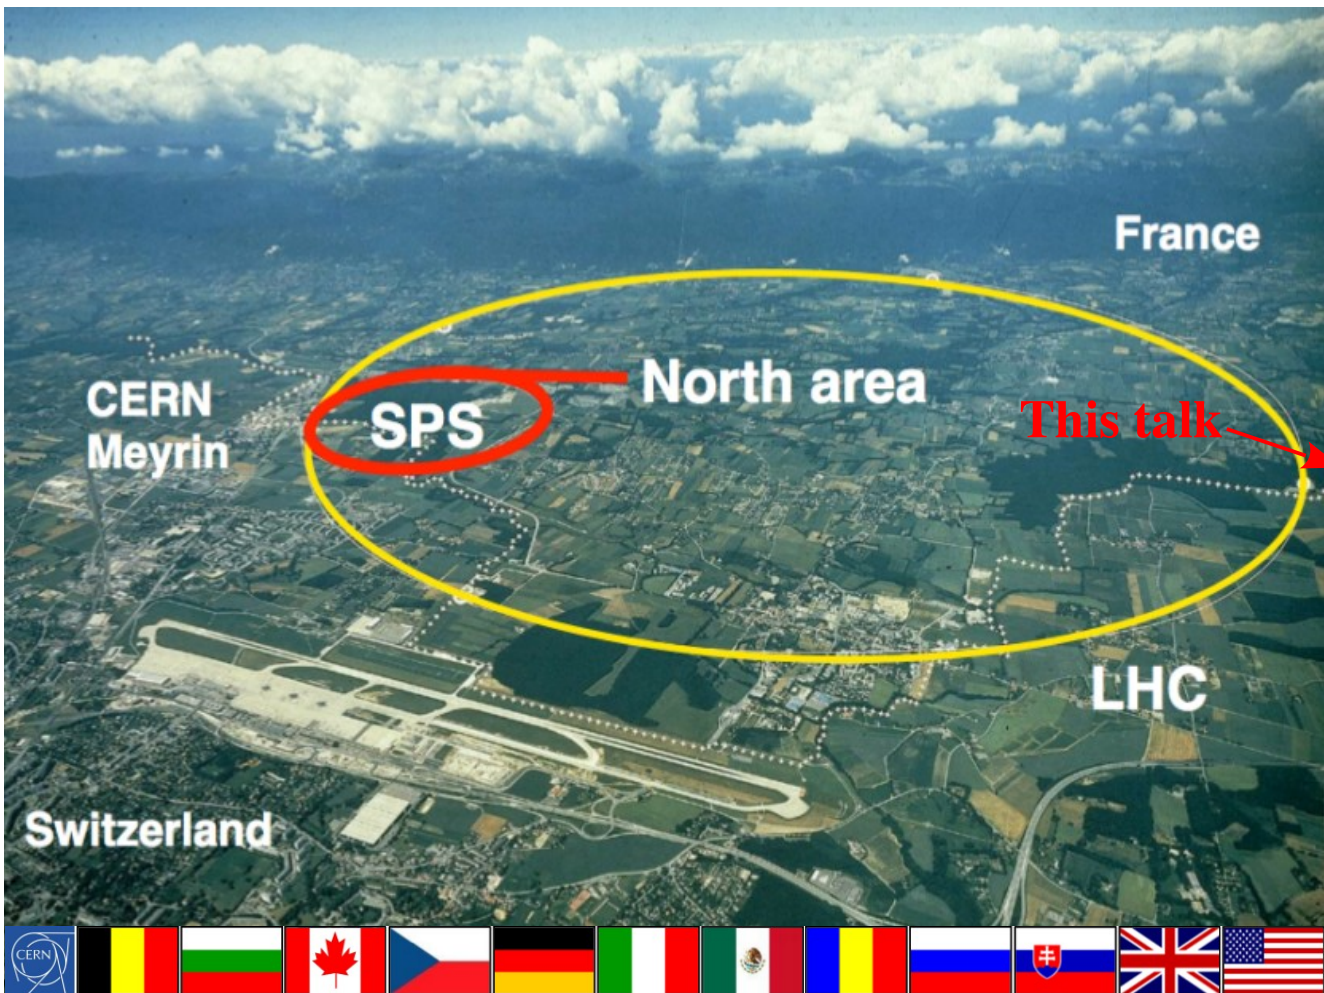 France
North area
CERN
Meyrin
SPS
This talk
LHC
Switzerland
CERN